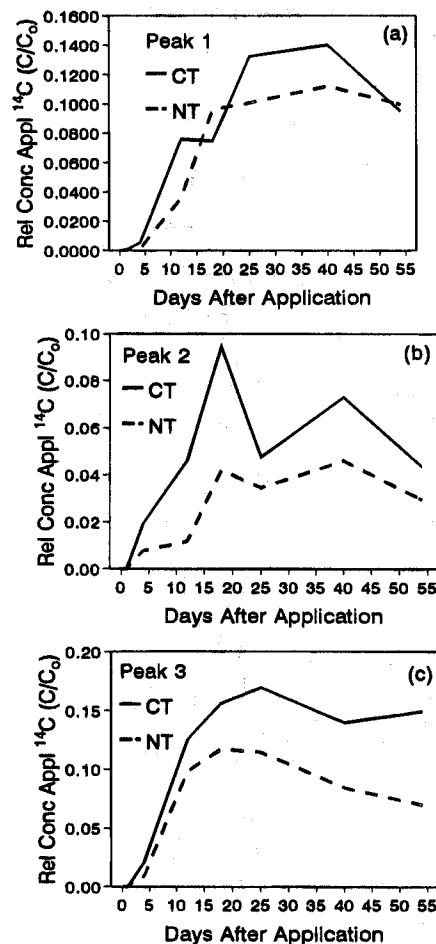 (a)
Peak 1
CT
NT
Rel Conc Appl ¹⁴C (C/C₀)
0.1600
0.1400
0.1200
0.1000
0.0800
0.0600
0.0400
0.0200
0.0000
0 5 10 15 20 25 30 35 40 45 50 55
Days After Application
(b)
Peak 2
CT
NT
Rel Conc Appl ¹⁴C (C/C₀)
0.10
0.08
0.06
0.04
0.02
0.00
0 5 10 15 20 25 30 35 40 45 50 55
Days After Application
(c)
Peak 3
CT
NT
Rel Conc Appl ¹⁴C (C/C₀)
0.20
0.15
0.10
0.05
0.00
0 5 10 15 20 25 30 35 40 45 50 55
Days After Application